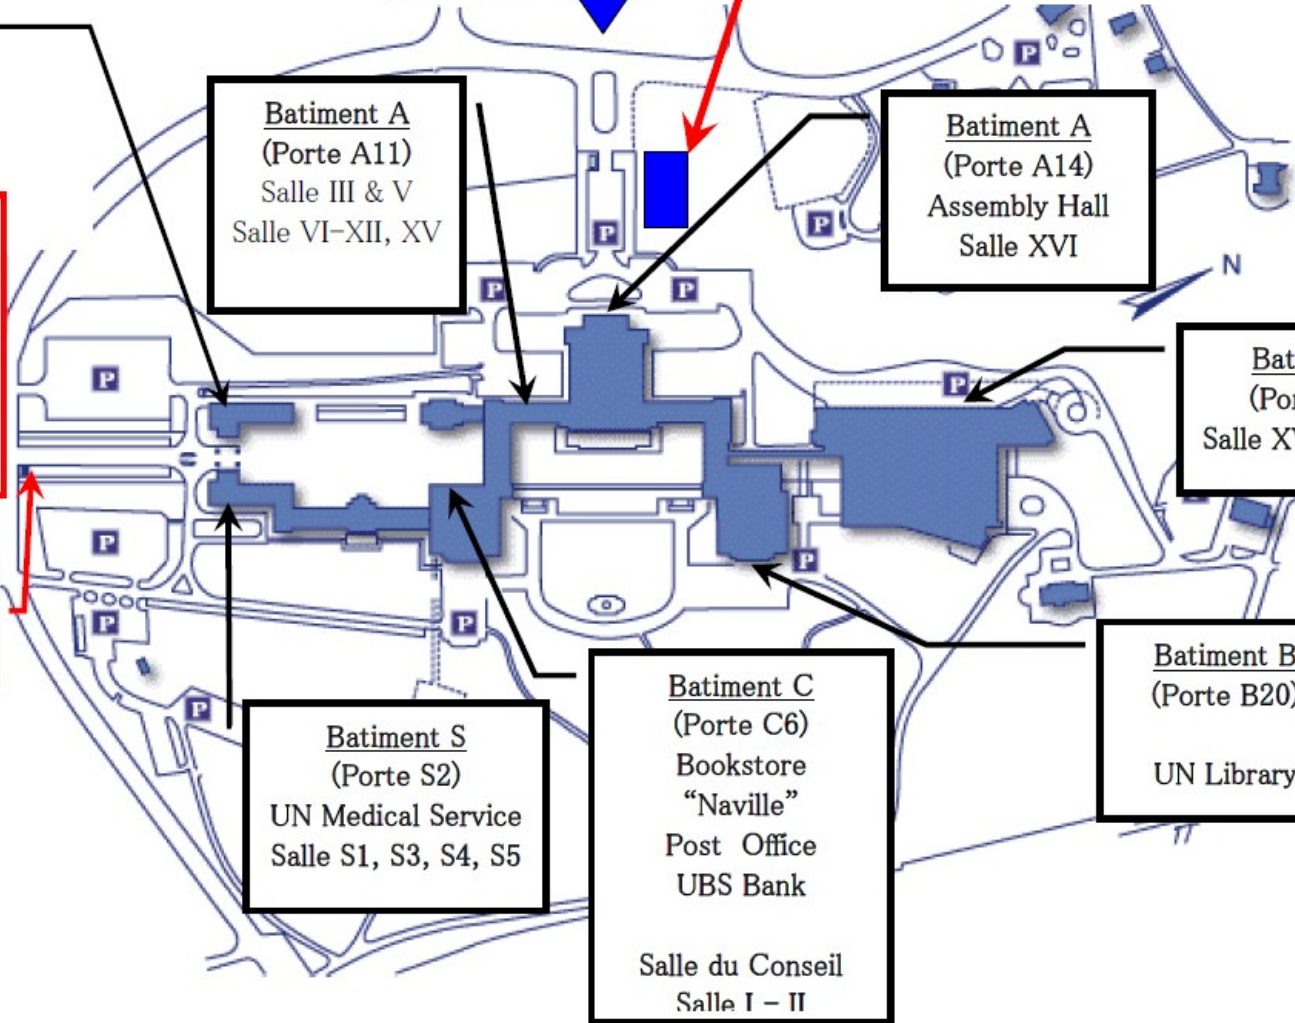 Batiment A
(Porte A11)
Salle III & V
Salle VI-XII, XV
Batiment A
(Porte A14)
Assembly Hall
Salle XVI
N
P
P
P
P
P
P
P
P
P
P
P
P
Batiment S
(Porte S2)
UN Medical Service
Salle S1, S3, S4, S5
Batiment C
(Porte C6)
Bookstore
“Naville”
Post Office
UBS Bank
Salle du Conseil
Salle I - II
Batiment B
(Porte B20)
UN Library
Salle